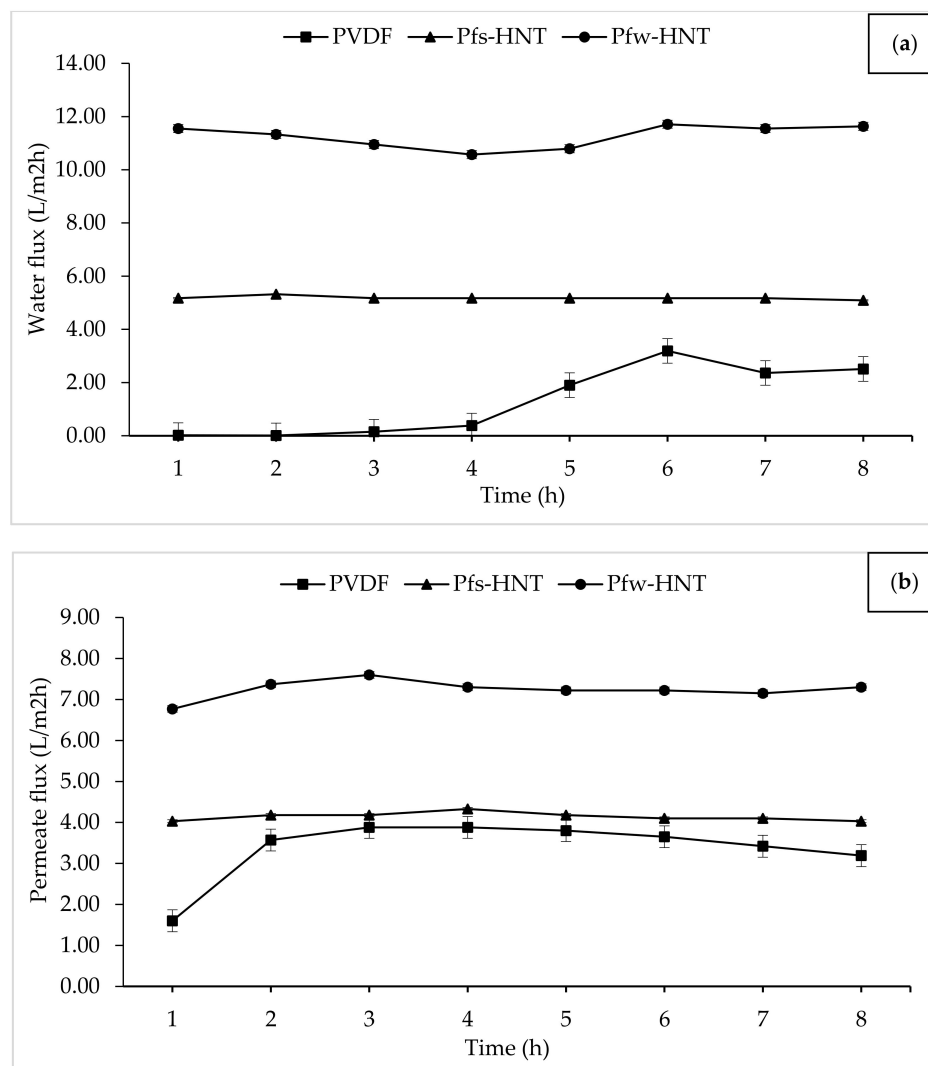 (a)
PVDF Pfs-HNT Pfw-HNT
14.00
12.00
10.00
8.00
6.00
4.00
2.00
0.00
Water flux (L/m2h)
1 2 3 4 5 6 7 8
Time (h)
(b)
PVDF Pfs-HNT Pfw-HNT
9.00
8.00
7.00
6.00
5.00
4.00
3.00
2.00
1.00
0.00
Permeate flux (L/m2h)
1 2 3 4 5 6 7 8
Time (h)